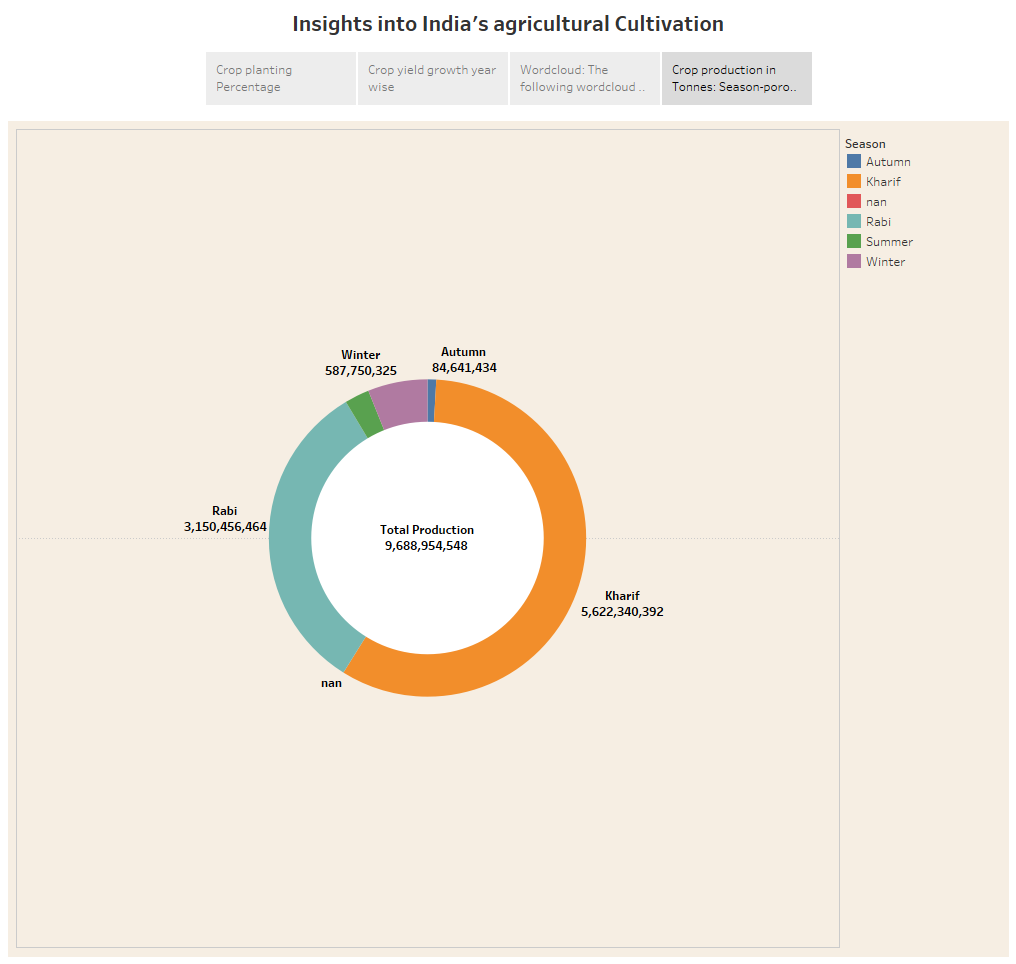 Insights into India's agricultural Cultivation
Crop planting
Percentage
Crop yield growth year
wise
Wordcloud: The
following wordcloud ..
Crop production in
Tonnes: Season-poro..
Season
Autumn
Kharif
nan
Rabi
Summer
Winter
Winter
587,750,325
Autumn
84,641,434
Rabi
3,150,456,464
Total Production
9,688,954,548
Kharif
5,622,340,392
nan